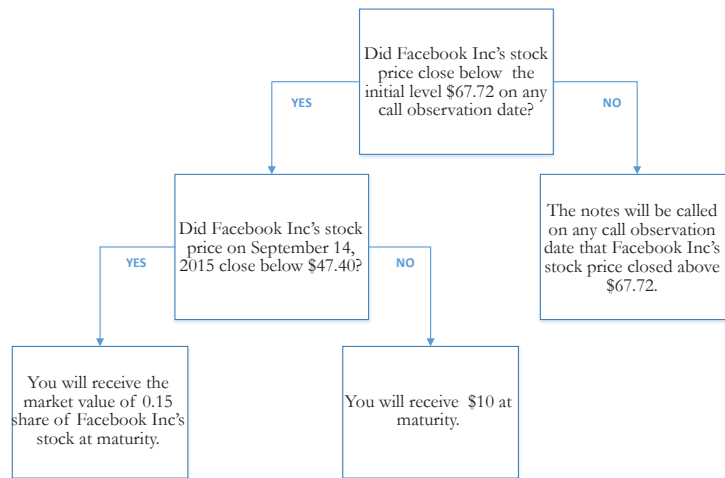 Did Facebook Inc's stock
price close below the
initial level $67.72 on any
call observation date?
YES
NO
Did Facebook Inc's stock
price on September 14,
2015 close below $47.40?
The notes will be called
on any call observation
date that Facebook Inc's
stock price closed above
$67.72.
YES
NO
You will receive the
market value of 0.15
share of Facebook Inc's
stock at maturity.
You will receive $10 at
maturity.